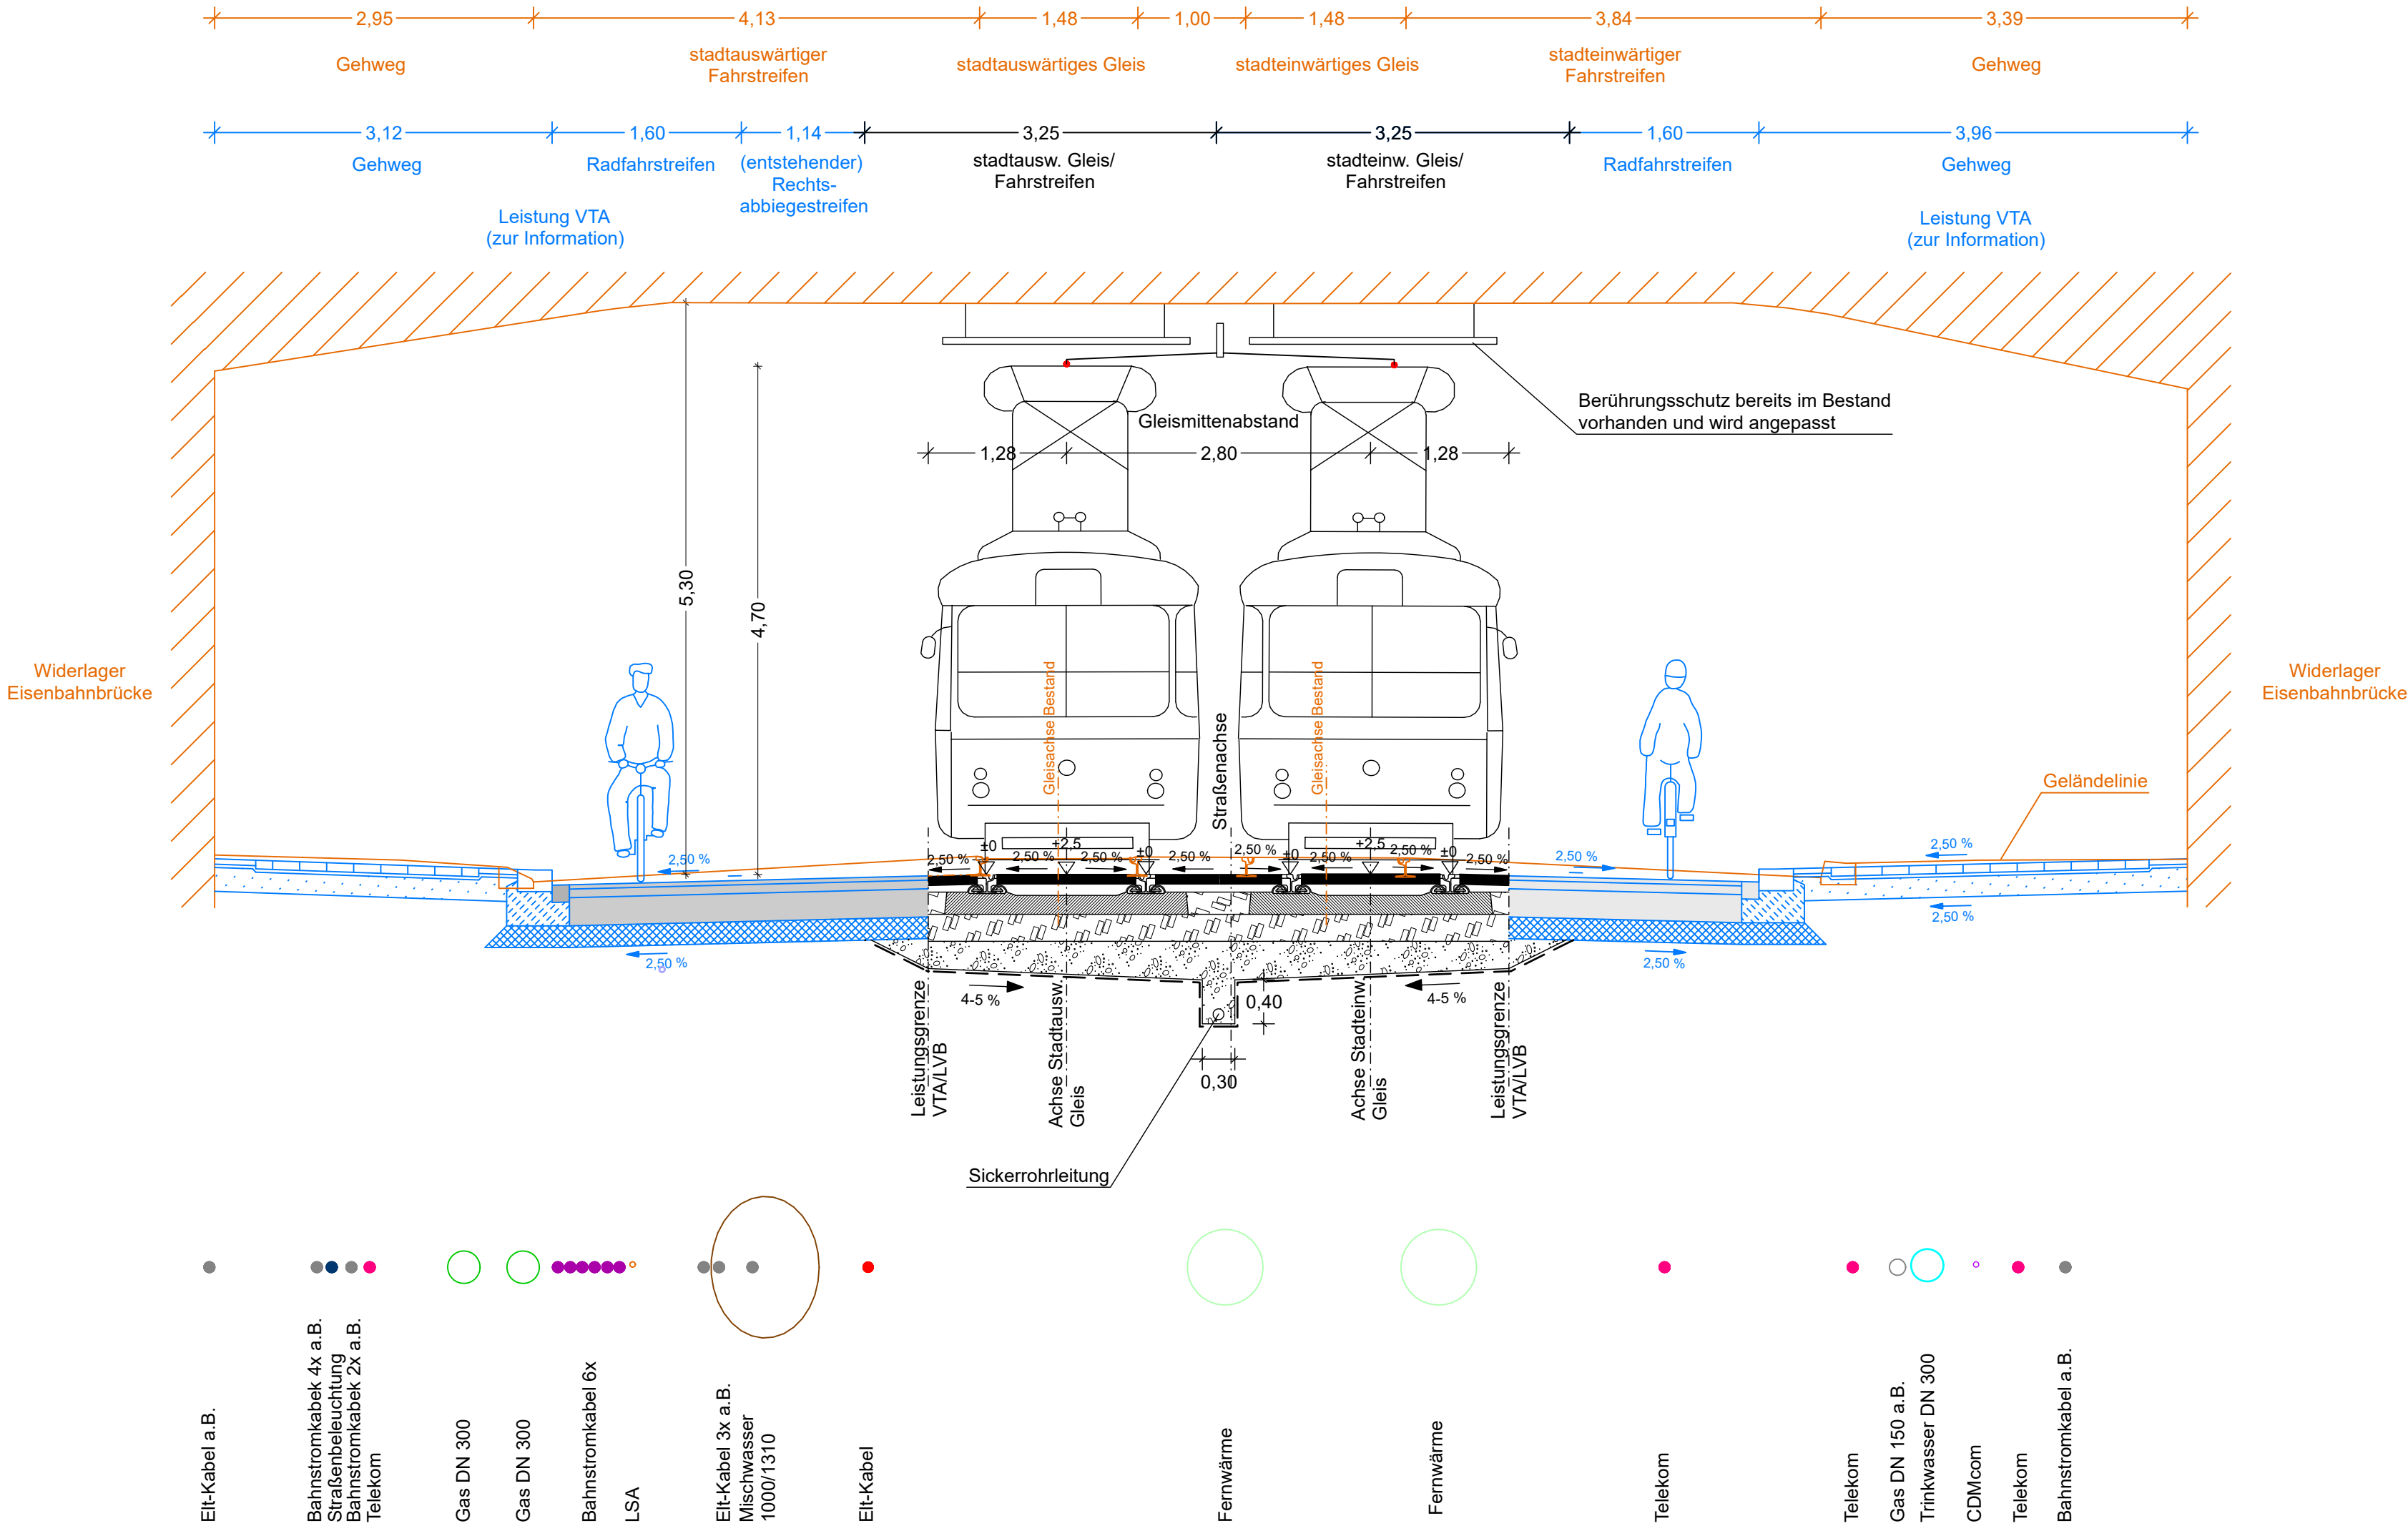 2,95 4,13 1,48 1,00 1,48 3,84 3,39
Gehweg
stadtauswärtiger
Fahrstreifen
stadtauswärtiges Gleis
stadteinwärtiges Gleis
stadteinwärtiger
Fahrstreifen
Gehweg
3,12 1,60 1,14 3,25 3,25 1,60 3,96
Gehweg
Radfahrstreifen
(entstehender)
Rechts-
abbiegestreifen
stadtausw. Gleis/
Fahrstreifen
stadteinw. Gleis/
Fahrstreifen
Radfahrstreifen
Gehweg
Leistung VTA
(zur Information)
Leistung VTA
(zur Information)
Berührungsschutz bereits im Bestand
vorhanden und wird angepasst
Gleismittenabstand
1,28 2,80 1,28
5,30
4,70
Widerlager
Eisenbahnbrücke
Widerlager
Eisenbahnbrücke
Gleisachse Bestand
Straßenachse
Gleisachse Bestand
Geländelinie
2,50 %
2,50 %
±0
2,50 %
+2,5
2,50 %
±0
2,50 %
2,50 %
±0
2,50 %
+2,5
2,50 %
±0
2,50 %
2,50 %
2,50 %
2,50 %
2,50 %
2,50 %
4-5 %
4-5 %
0,40
0,30
Leistungsgrenze
VTA/LVB
Achse Stadtausw.
Gleis
Achse Stadteinw.
Gleis
Leistungsgrenze
VTA/LVB
Sickerrohrleitung
Elt-Kabel a.B.
Bahnstromkabek 4x a.B.
Straßenbeleuchtung
Bahnstromkabek 2x a.B.
Telekom
Gas DN 300
Gas DN 300
Bahnstromkabel 6x
LSA
Elt-Kabel 3x a.B.
Mischwasser
1000/1310
Elt-Kabel
Fernwärme
Fernwärme
Telekom
Telekom
Gas DN 150 a.B.
Trinkwasser DN 300
CDMcom
Telekom
Bahnstromkabel a.B.